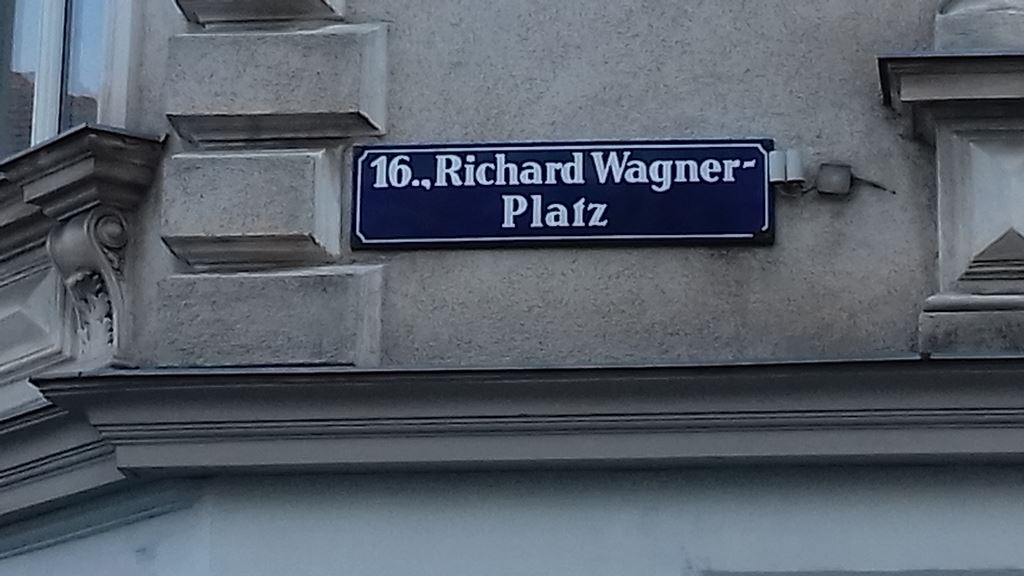 16., Richard Wagner-
Platz